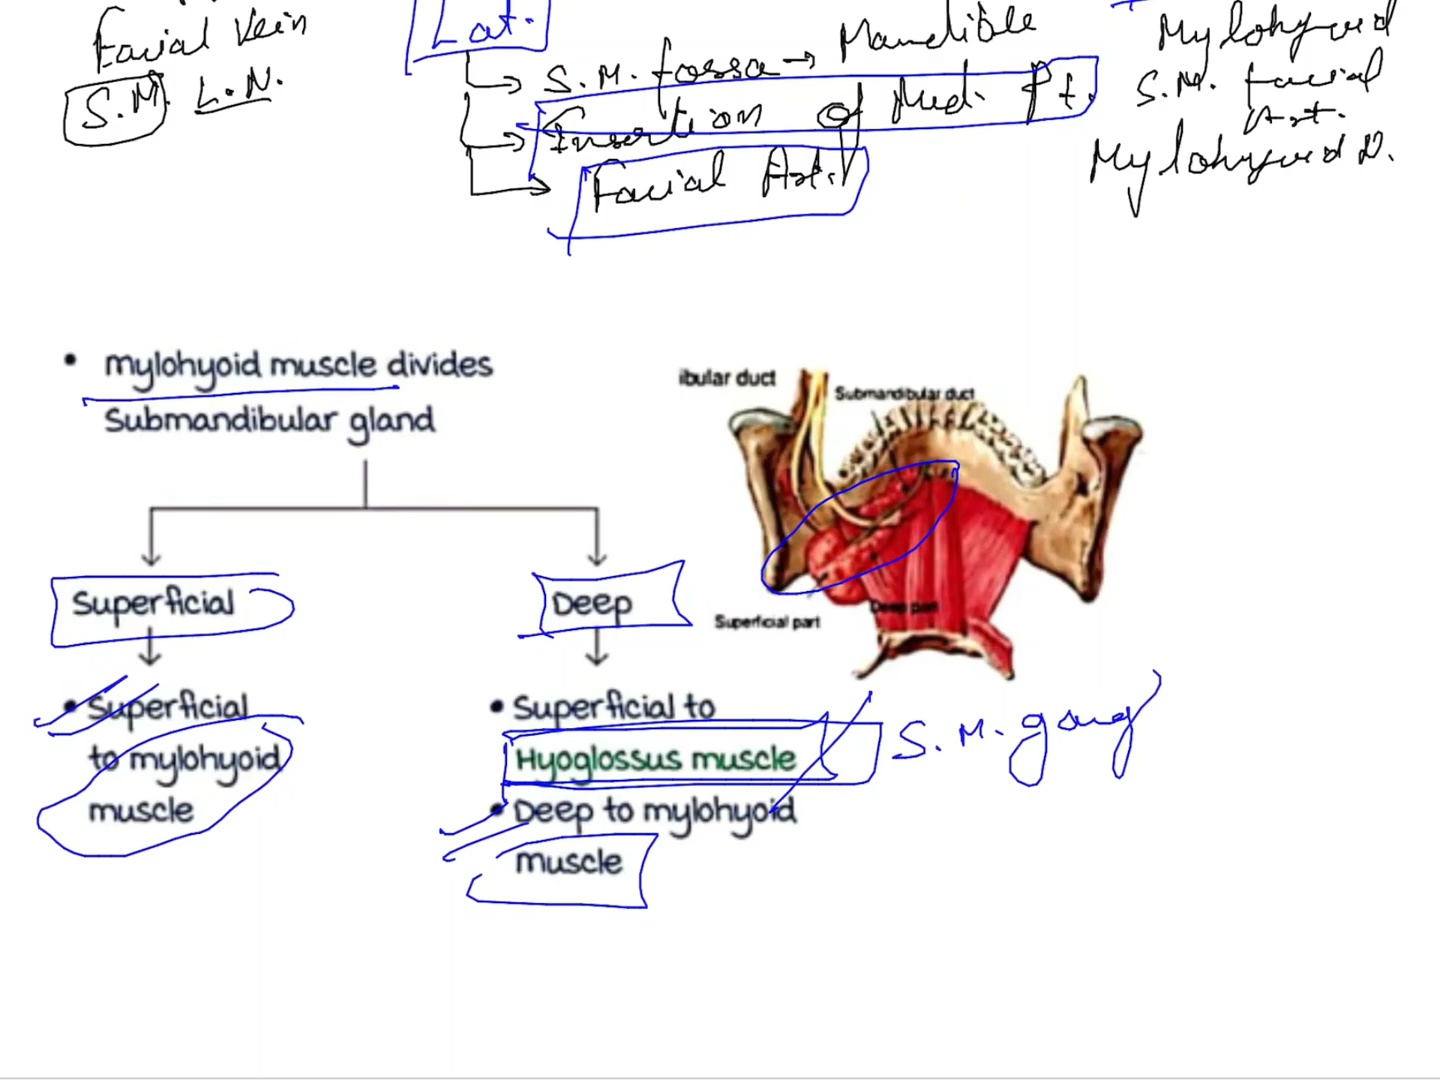 Facial Vein
S.M. L.N.
Lat.
S.M. fossa → Mandible
Insertion of Med. Pt.
Facial Art.
Mylohyoid
S.M. facial
Art.
Mylohyoid N.
• mylohyoid muscle divides
Submandibular gland
Superficial
• Superficial
to mylohyoid
muscle
Deep
• Superficial to
Hyoglossus muscle
• Deep to mylohyoid
muscle
ibular duct
Submandibular duct
Superficial part
Deep part
S.M. gang